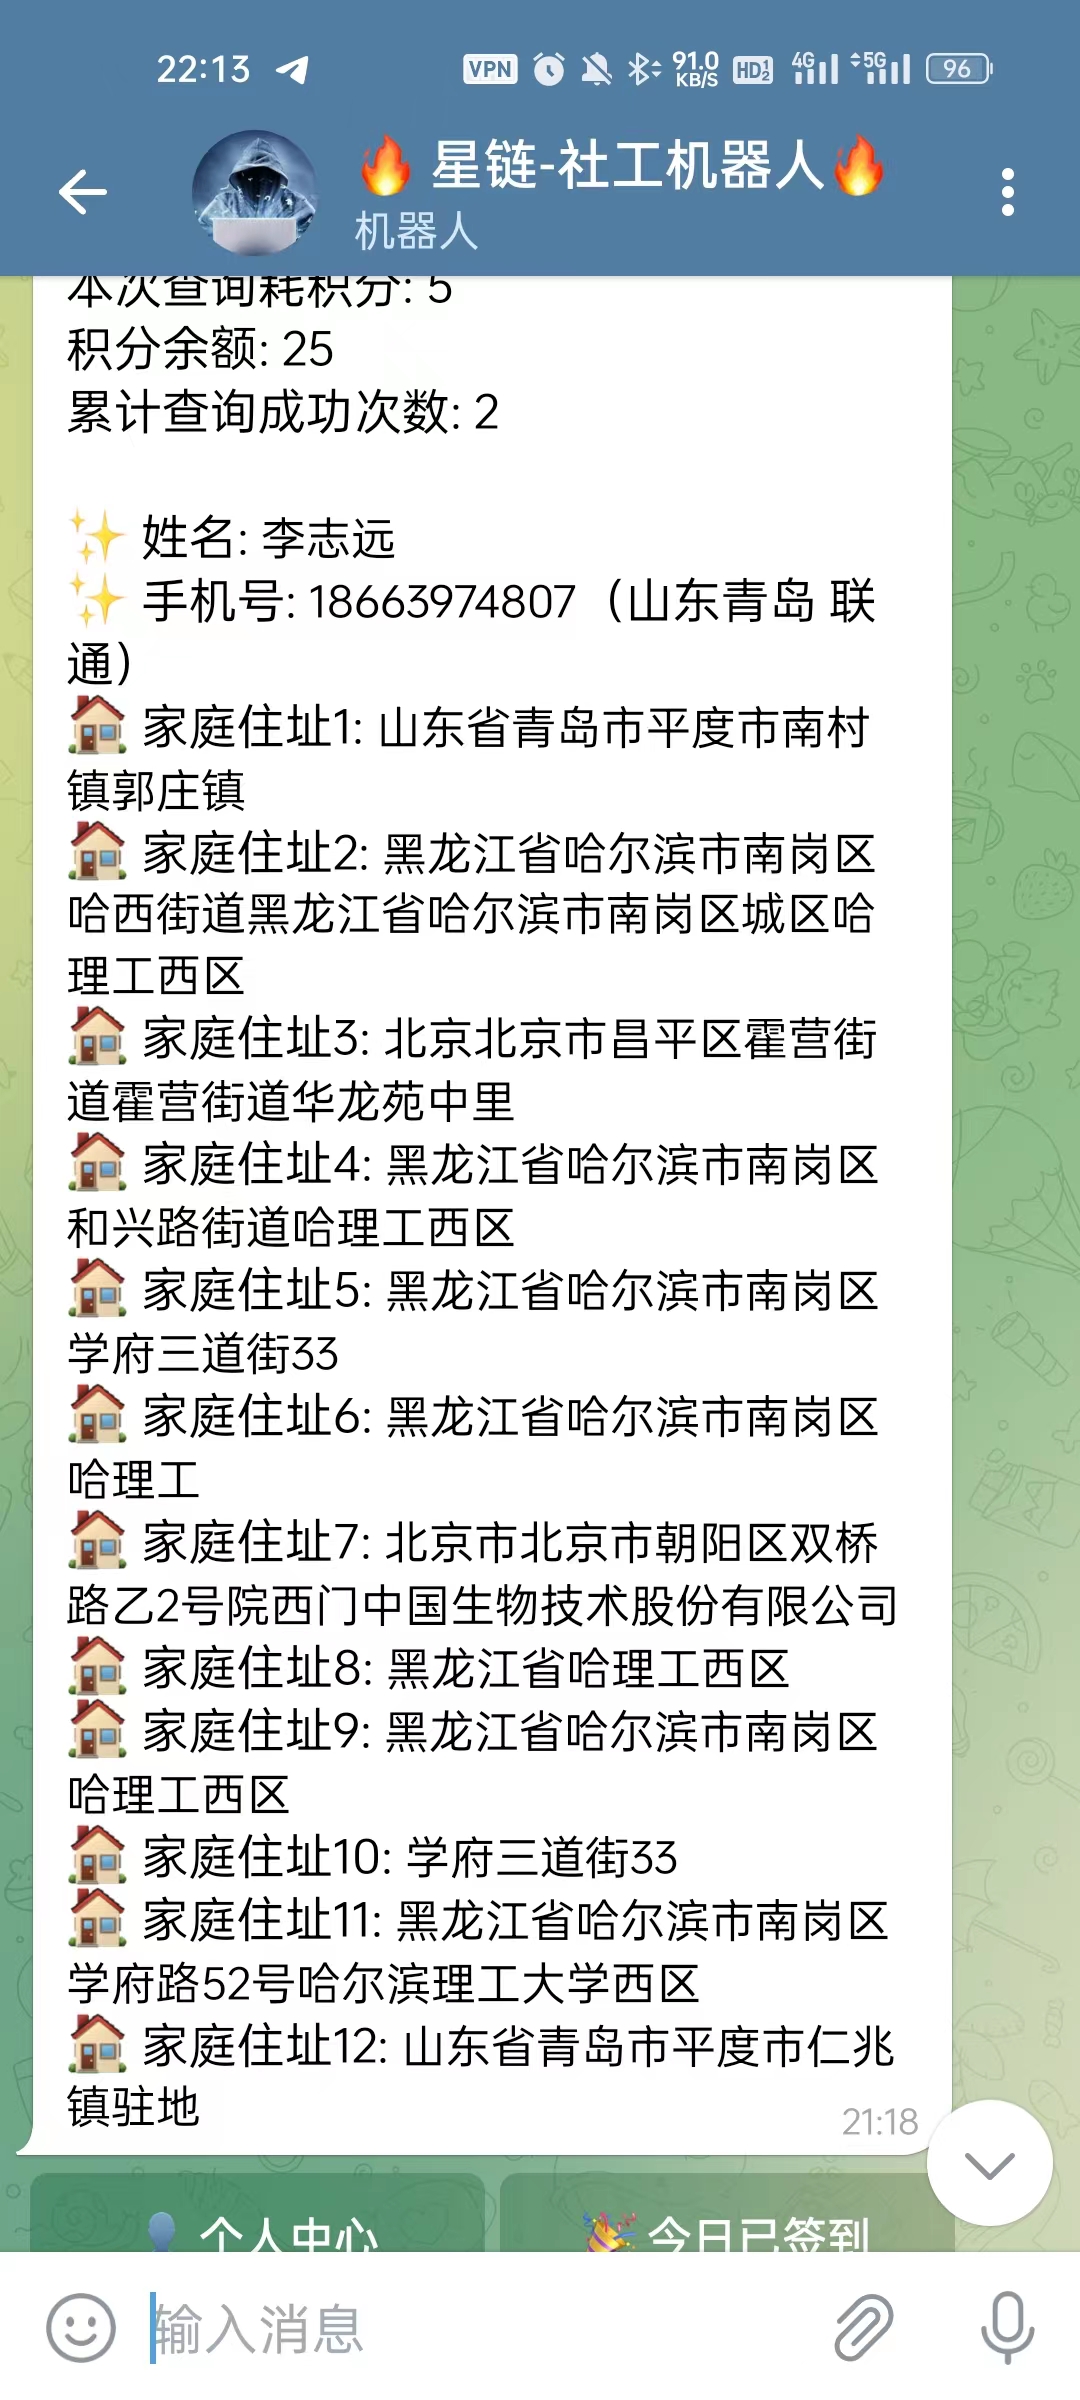 22:13
VPN
91.0
KB/S
HD
4G
5G
96
星链-社工机器人
机器人
本次查询耗积分: 5
积分余额: 25
累计查询成功次数: 2
姓名: 李志远
手机号: 18663974807（山东青岛 联
通）
家庭住址1: 山东省青岛市平度市南村
镇郭庄镇
家庭住址2: 黑龙江省哈尔滨市南岗区
哈西街道黑龙江省哈尔滨市南岗区城区哈
理工西区
家庭住址3: 北京北京市昌平区霍营街
道霍营街道华龙苑中里
家庭住址4: 黑龙江省哈尔滨市南岗区
和兴路街道哈理工西区
家庭住址5: 黑龙江省哈尔滨市南岗区
学府三道街33
家庭住址6: 黑龙江省哈尔滨市南岗区
哈理工
家庭住址7: 北京市北京市朝阳区双桥
路乙2号院西门中国生物技术股份有限公司
家庭住址8: 黑龙江省哈理工西区
家庭住址9: 黑龙江省哈尔滨市南岗区
哈理工西区
家庭住址10: 学府三道街33
家庭住址11: 黑龙江省哈尔滨市南岗区
学府路52号哈尔滨理工大学西区
家庭住址12: 山东省青岛市平度市仁兆
镇驻地
21:18
个人中心
今日已签到
输入消息